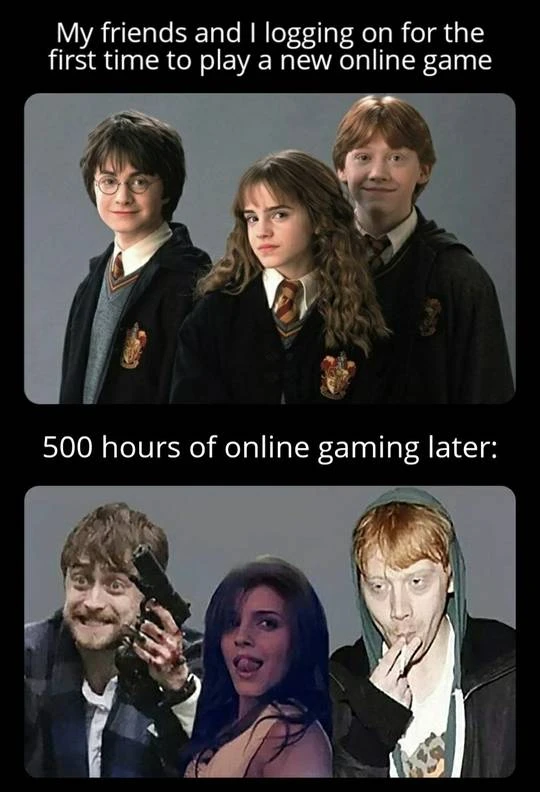 My friends and I logging on for the
first time to play a new online game
500 hours of online gaming later: